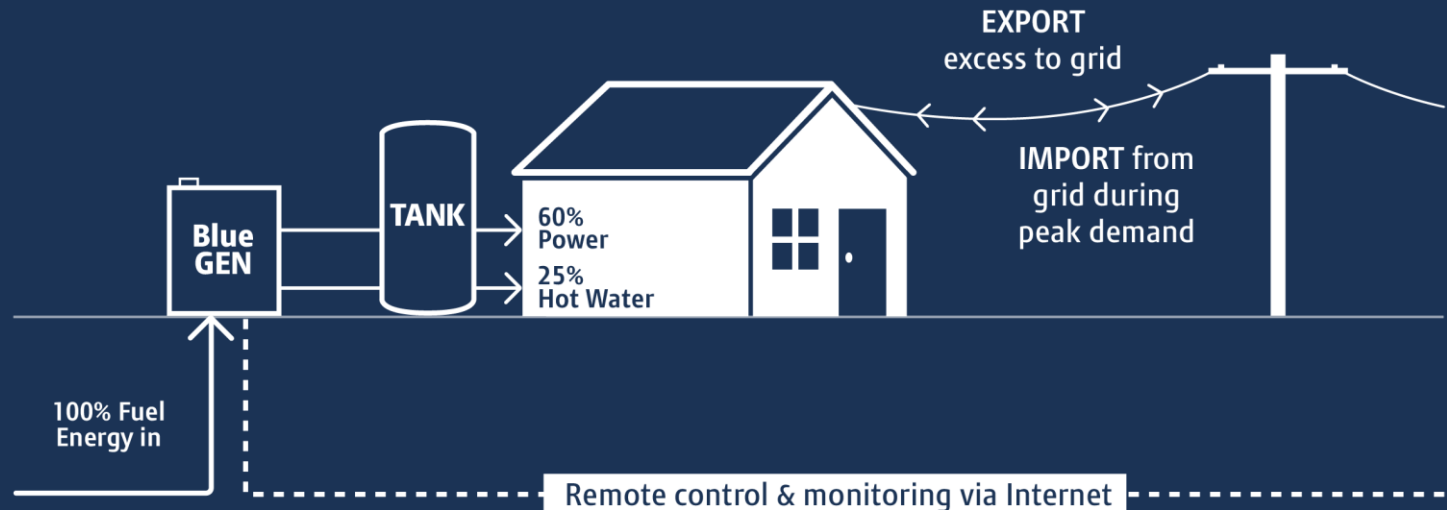 EXPORT
excess to grid
IMPORT from
grid during
peak demand
Blue
GEN
TANK
60%
Power
25%
Hot Water
100% Fuel
Energy in
Remote control & monitoring via Internet